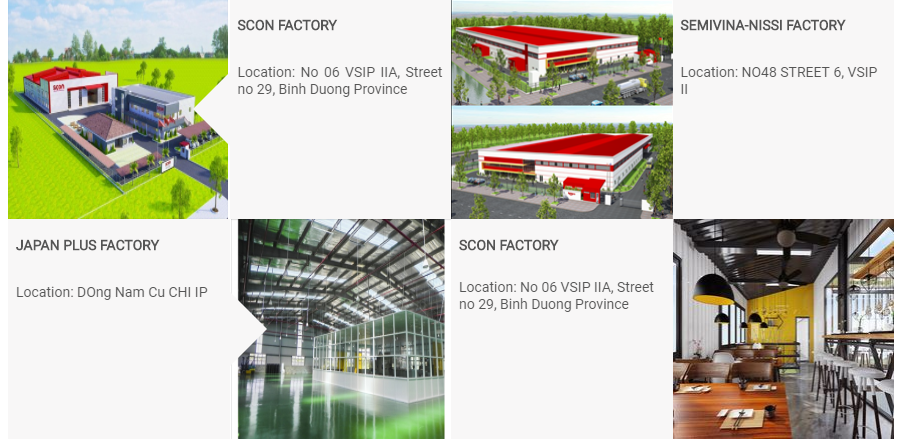 SCON FACTORY
Location: No 06 VSIP IIA, Street
no 29, Binh Duong Province
SEMIVINA-NISSI FACTORY
Location: NO48 STREET 6, VSIP
II
scon
JAPAN PLUS FACTORY
Location: DOng Nam Cu CHI IP
SCON FACTORY
Location: No 06 VSIP IIA, Street
no 29, Binh Duong Province